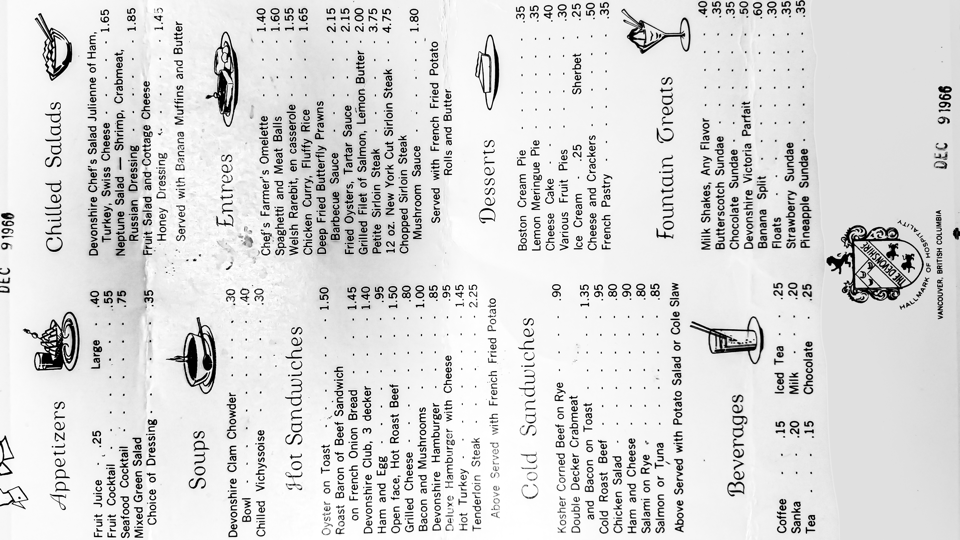 DEC 91966
Appetizers
Fruit Juice . .25 Large . .40
Fruit Cocktail . . . . .55
Seafood Cocktail . . . . .75
Mixed Green Salad
Choice of Dressing . . . . .35
Soups
Devonshire Clam Chowder . .30
Bowl . . . . .40
Chilled Vichyssoise . . . .30
Hot Sandwiches
Oyster on Toast . . . . 1.50
Roast Baron of Beef Sandwich
on French Onion Bread . . . 1.45
Devonshire Club, 3 decker . . 1.40
Ham and Egg . . . . .95
Open face, Hot Roast Beef . . 1.50
Grilled Cheese . . . . .80
Bacon and Mushrooms . . . 1.00
Devonshire Hamburger . . . .85
Deluxe Hamburger with Cheese . .95
Hot Turkey . . . . 1.45
Tenderloin Steak . . . . 2.25
Above Served with French Fried Potato
Cold Sandwiches
Kosher Corned Beef on Rye . . .90
Double Decker Crabmeat
and Bacon on Toast . . . 1.35
Cold Roast Beef . . . . .95
Chicken Salad . . . . .80
Ham and Cheese . . . . .90
Salami on Rye . . . . .80
Salmon or Tuna . . . . .85
Above Served with Potato Salad or Cole Slaw
Beverages
Coffee . . .15 Iced Tea . .25
Sanka . . .20 Milk . . .20
Tea . . . .15 Chocolate . .25
Chilled Salads
Devonshire Chef's Salad Julienne of Ham,
Turkey, Swiss Cheese . . . 1.65
Neptune Salad — Shrimp, Crabmeat,
Russian Dressing . . . . 1.85
Fruit Salad and Cottage Cheese
Honey Dressing . . . . 1.45
Served with Banana Muffins and Butter
Entrees
Chef's Farmer's Omelette . . . 1.40
Spaghetti and Meat Balls . . . 1.60
Welsh Rarebit, en casserole . . 1.55
Chicken Curry, Fluffy Rice . . . 1.65
Deep Fried Butterfly Prawns
Barbecue Sauce . . . . 2.15
Fried Oysters, Tartar Sauce . . 2.15
Grilled Filet of Salmon, Lemon Butter 2.00
Petite Sirloin Steak . . . . 3.75
12 oz. New York Cut Sirloin Steak . 4.75
Chopped Sirloin Steak
Mushroom Sauce . . . . 1.80
Served with French Fried Potato
Rolls and Butter
Desserts
Boston Cream Pie . . . . .35
Lemon Meringue Pie . . . . .35
Cheese Cake . . . . .40
Various Fruit Pies . . . . .30
Ice Cream . .25 Sherbet . .25
Cheese and Crackers . . . .50
French Pastry . . . . .35
Fountain Treats
Milk Shakes, Any Flavor . . . .40
Butterscotch Sundae . . . .35
Chocolate Sundae . . . . .35
Devonshire Victoria Parfait . . .50
Banana Split . . . . .60
Floats . . . . .30
Strawberry Sundae . . . . .35
Pineapple Sundae . . . . .35
DEC 91966
THE DEVONSHIRE
HALLMARK OF HOSPITALITY
VANCOUVER, BRITISH COLUMBIA